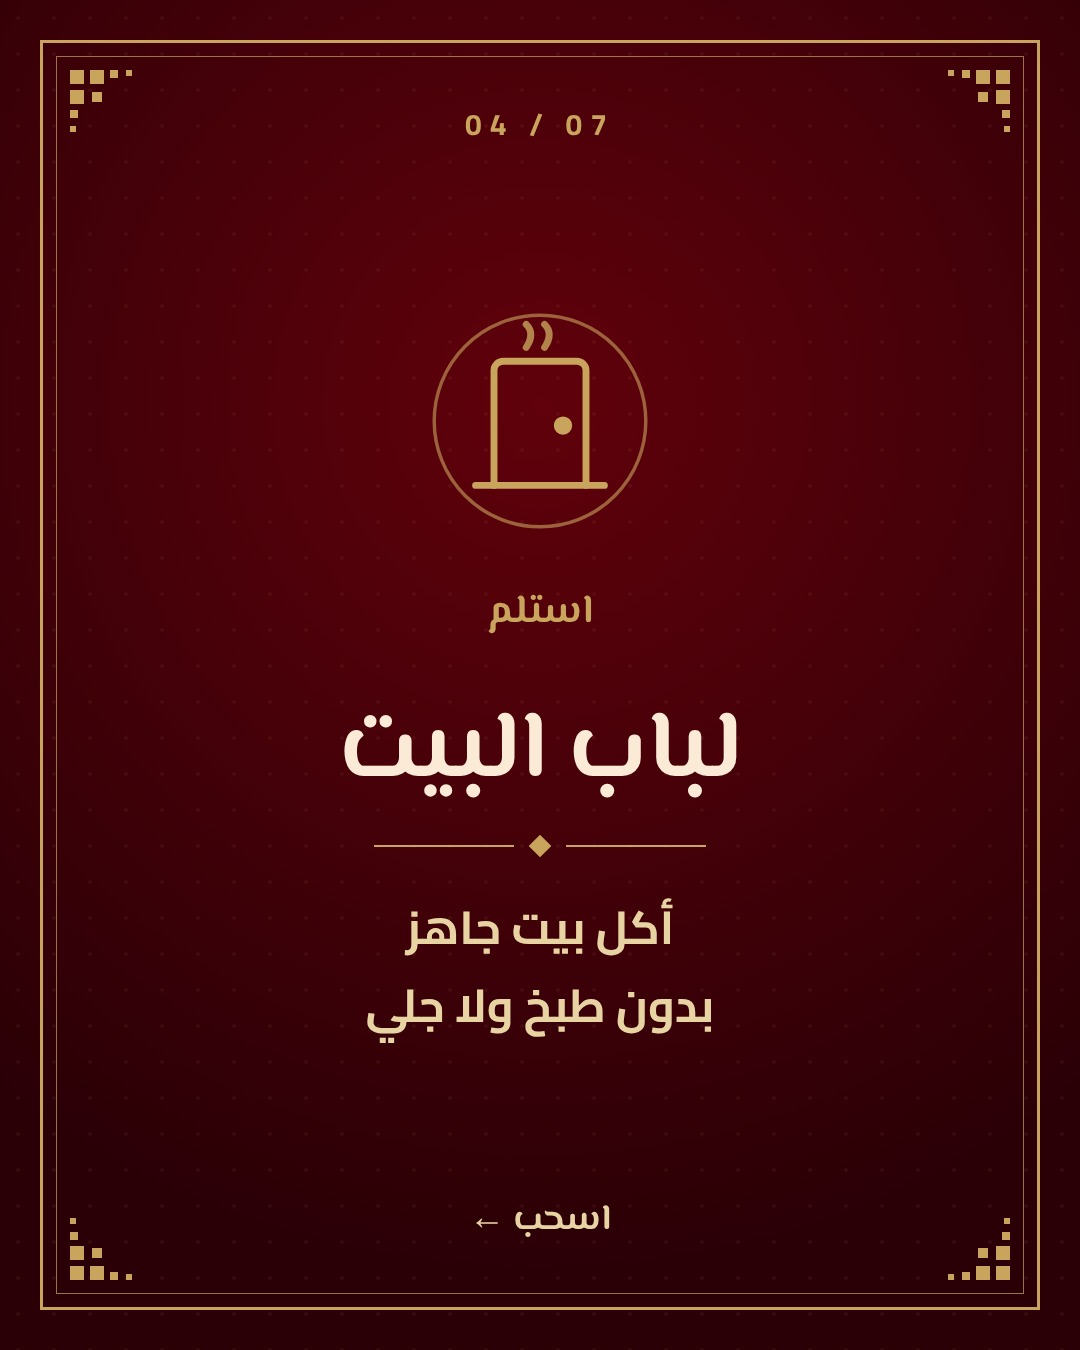 04 / 07
استلم
لباب البيت
أكل بيت جاهز
بدون طبخ ولا جلي
اسحب ←